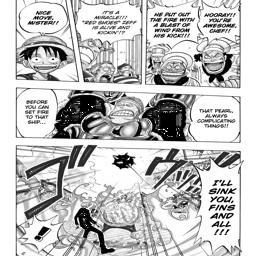 NICE
MOVE,
MISTER!!
IT'S A
MIRACLE!!!
"RED SHOES" ZEFF
IS ALIVE AND
KICKIN'!?
HE PUT OUT
THE FIRE WITH
A BLAST OF
WIND FROM
HIS KICK!!
HOORAY!!
YOU'RE
AWESOME,
CHEF!!
BEFORE
YOU CAN
SET FIRE
TO THAT
SHIP...
THAT PEARL,
ALWAYS
COMPLICATING
THINGS!!
I'LL
SINK
YOU,
FINS
AND
ALL!!!